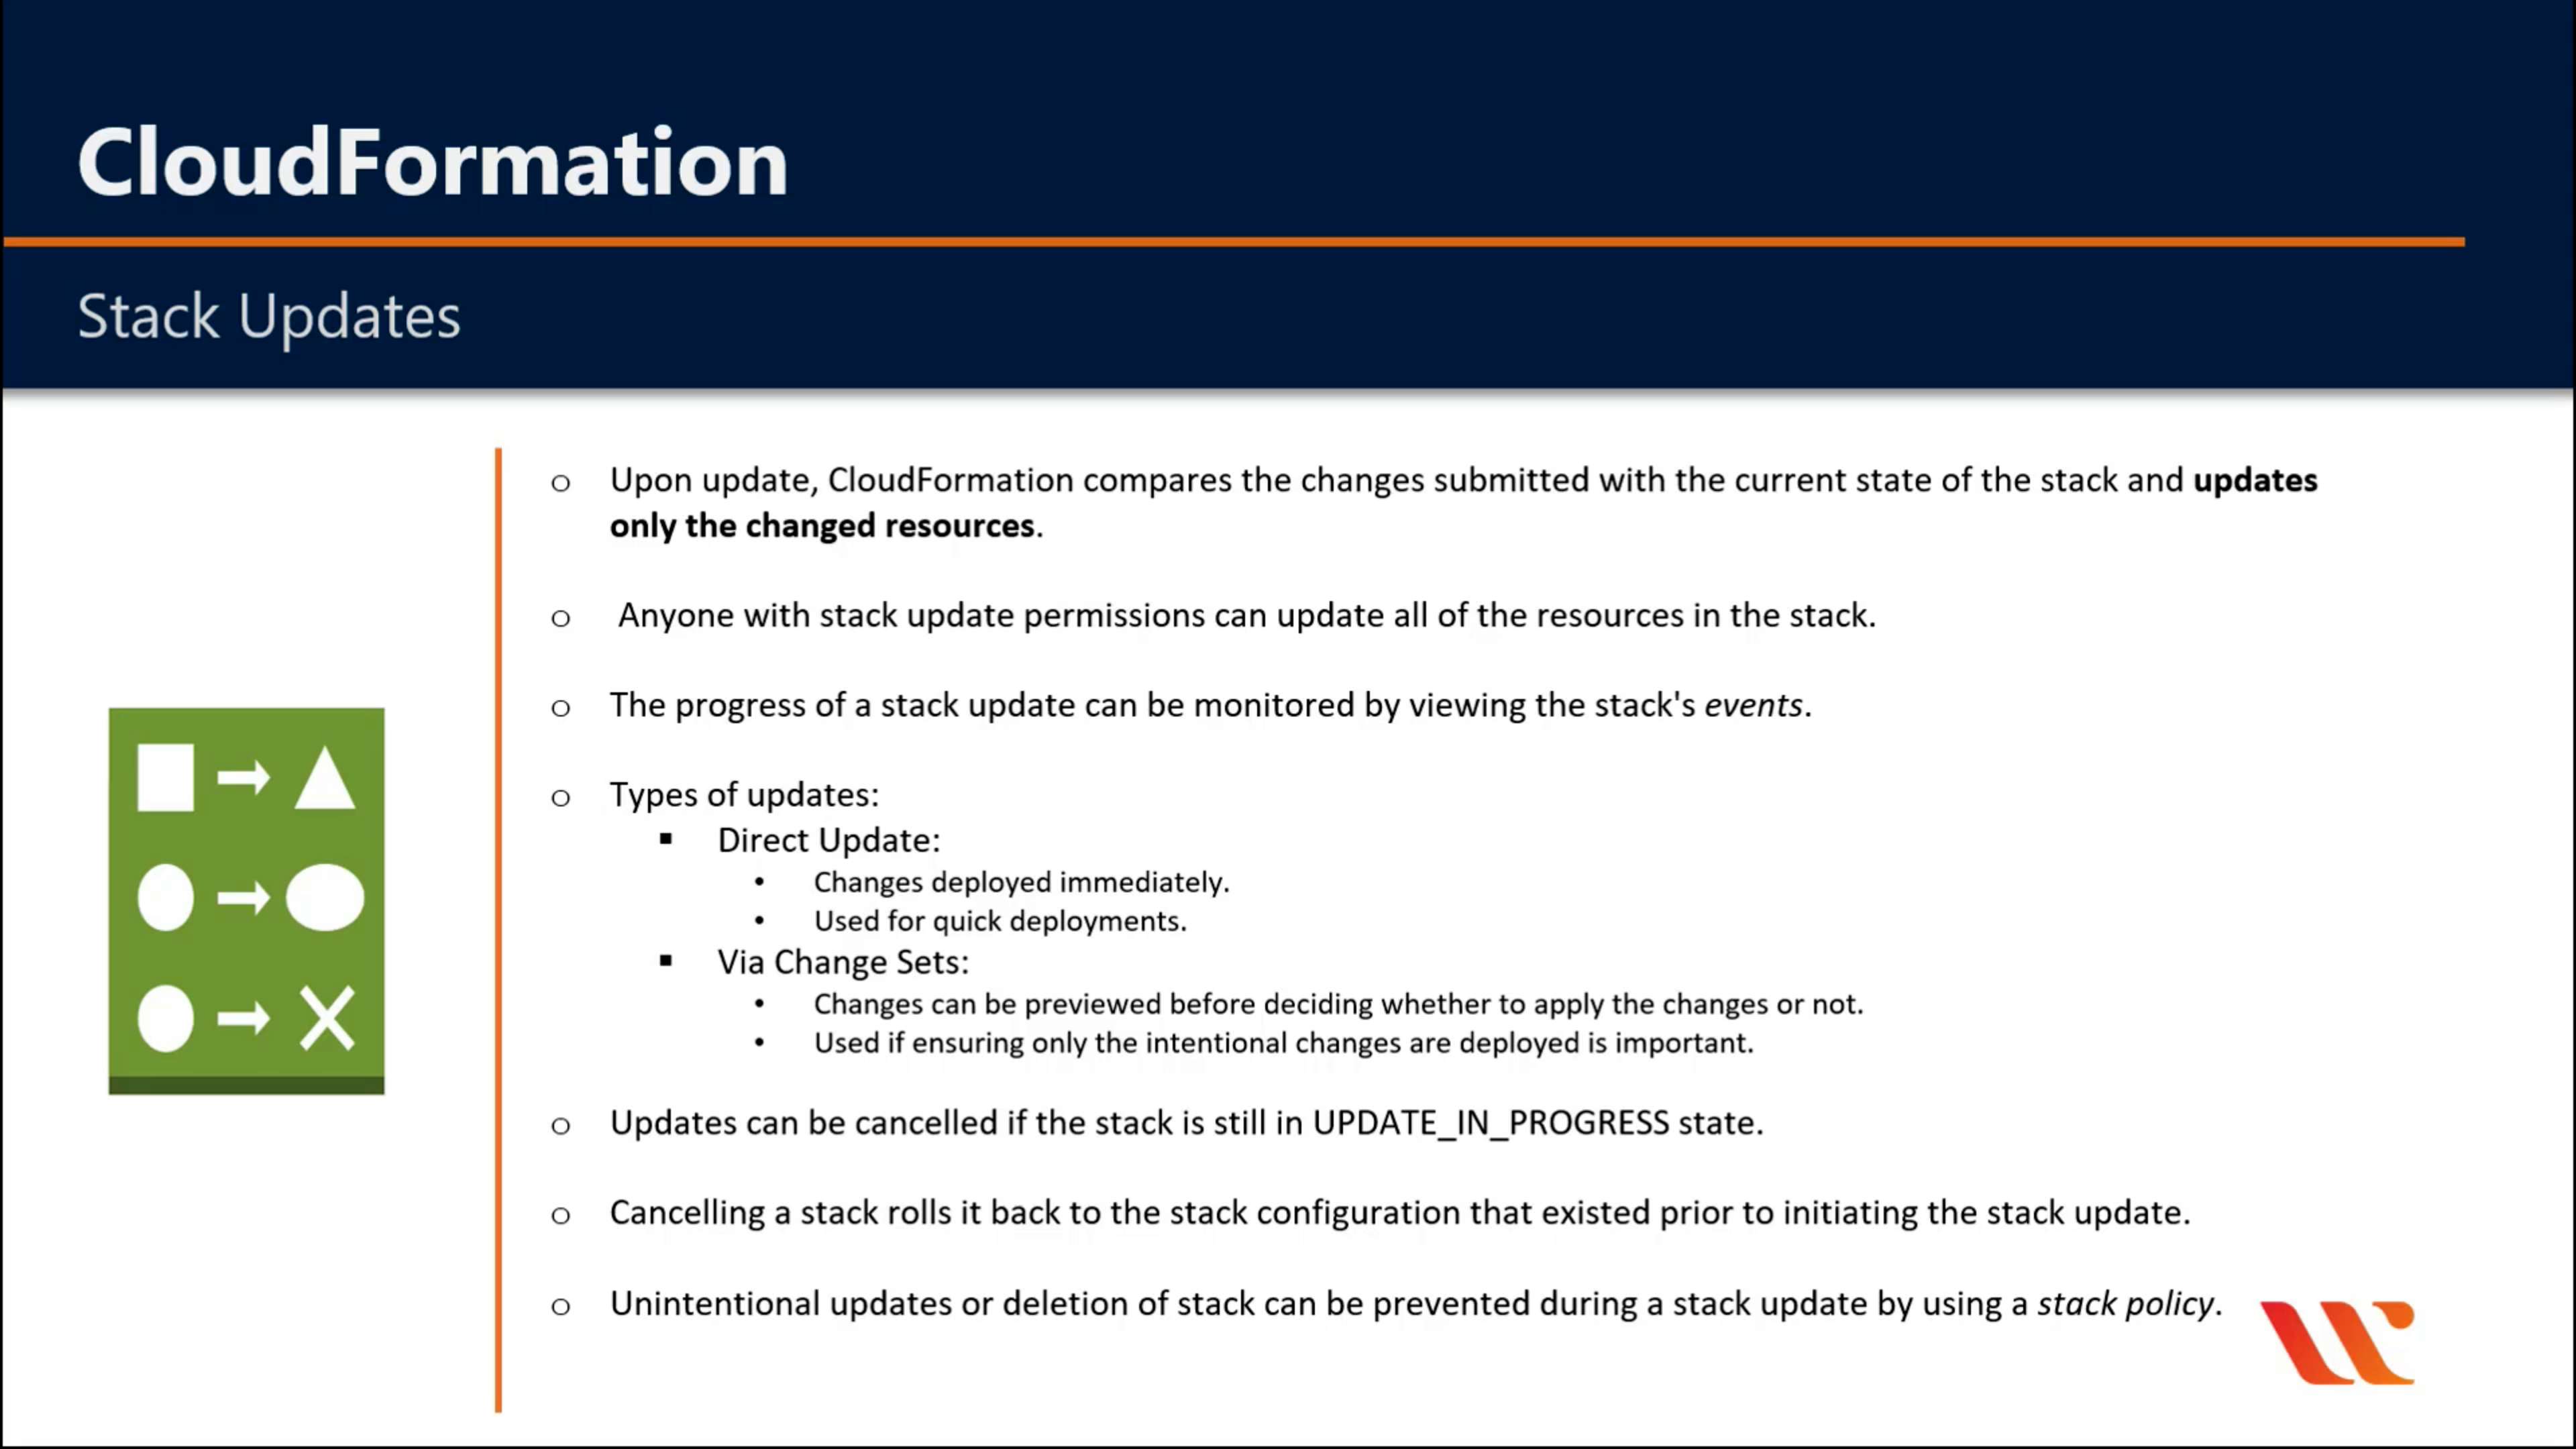 CloudFormation
Stack Updates
o Upon update, CloudFormation compares the changes submitted with the current state of the stack and updates
only the changed resources.
o Anyone with stack update permissions can update all of the resources in the stack.
o The progress of a stack update can be monitored by viewing the stack's events.
o Types of updates:
▪ Direct Update:
• Changes deployed immediately.
• Used for quick deployments.
▪ Via Change Sets:
• Changes can be previewed before deciding whether to apply the changes or not.
• Used if ensuring only the intentional changes are deployed is important.
o Updates can be cancelled if the stack is still in UPDATE_IN_PROGRESS state.
o Cancelling a stack rolls it back to the stack configuration that existed prior to initiating the stack update.
o Unintentional updates or deletion of stack can be prevented during a stack update by using a stack policy.